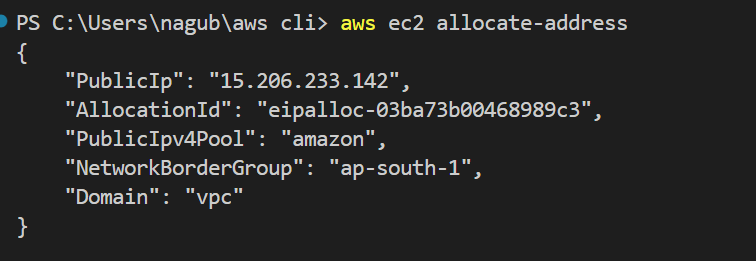 PS C:\Users\nagub\aws cli> aws ec2 allocate-address
{
    "PublicIp": "15.206.233.142",
    "AllocationId": "eipalloc-03ba73b00468989c3",
    "PublicIpv4Pool": "amazon",
    "NetworkBorderGroup": "ap-south-1",
    "Domain": "vpc"
}